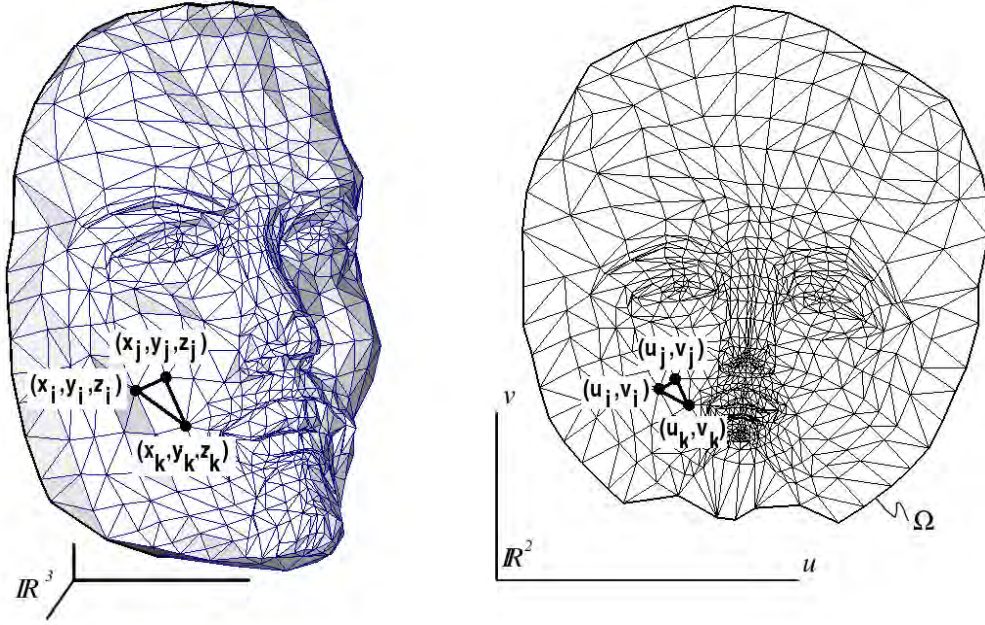 (x_j, y_j, z_j)
(x_i, y_i, z_i)
(x_k, y_k, z_k)
IR^3
(u_j, v_j)
(u_i, v_i)
(u_k, v_k)
v
Ω
IR^2
u